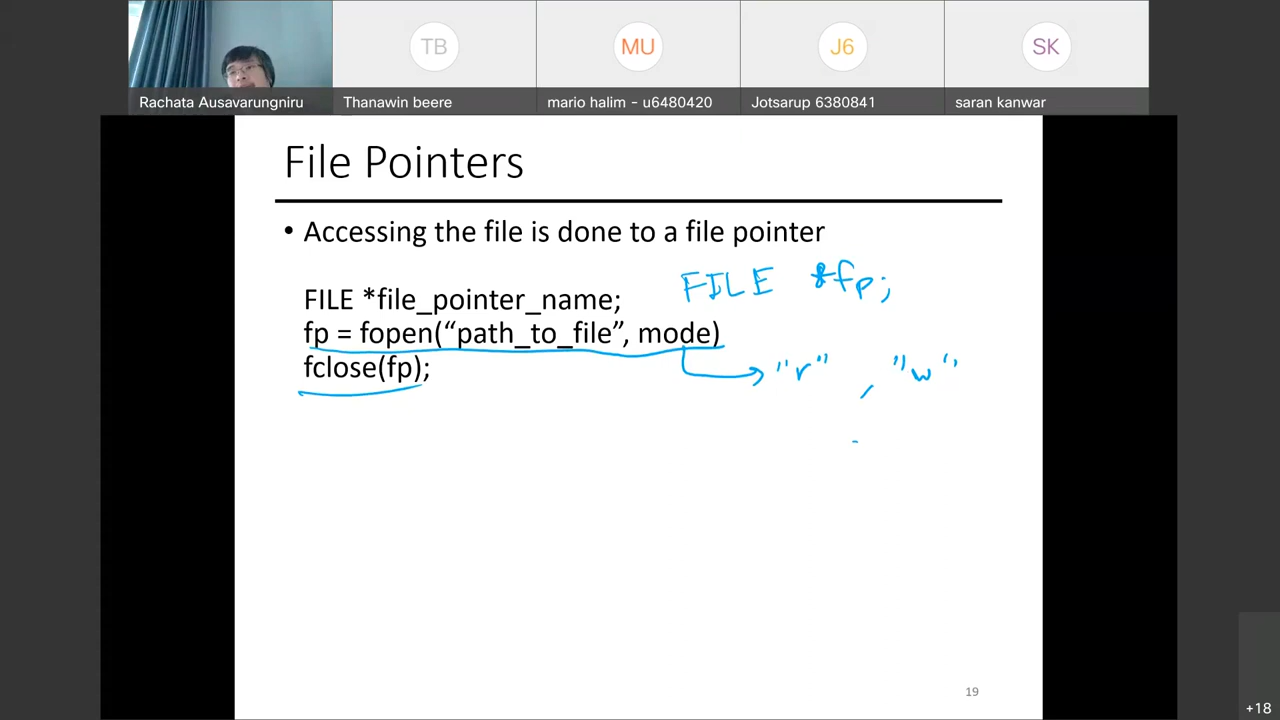 TB
MU
J6
SK
Rachata Ausavarungniru
Thanawin beere
mario halim - u6480420
Jotsarup 6380841
saran kanwar
File Pointers
• Accessing the file is done to a file pointer
FILE *fp;
FILE *file_pointer_name;
fp = fopen(“path_to_file”, mode)
fclose(fp);
"r" , "w"
19
+18